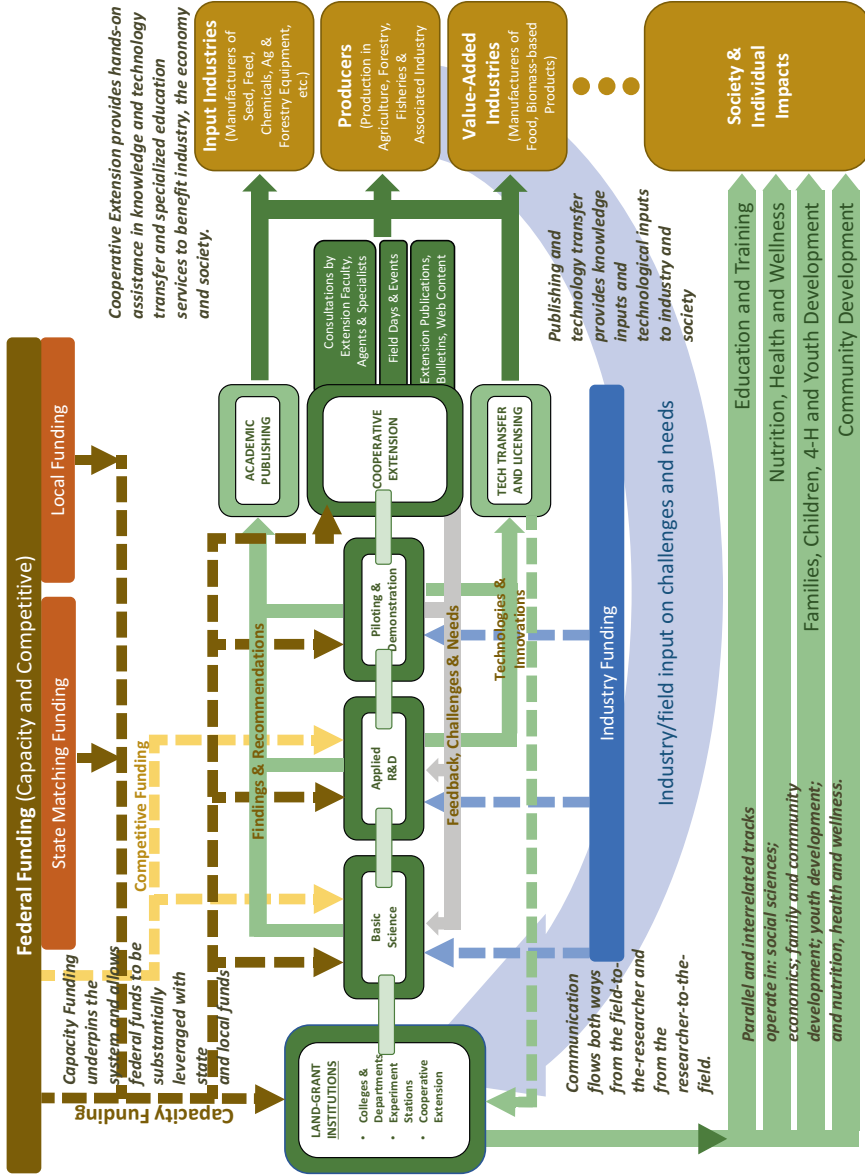 Federal Funding (Capacity and Competitive)
State Matching Funding
Local Funding
Capacity Funding
underpins the
system and allows
federal funds to be
substantially
leveraged with
state
and local funds
Capacity Funding
Competitive Funding
Cooperative Extension provides hands-on
assistance in knowledge and technology
transfer and specialized education
services to benefit industry, the economy
and society.
LAND-GRANT
INSTITUTIONS
• Colleges &
Departments
• Experiment
Stations
• Cooperative
Extension
Findings & Recommendations
Basic
Science
Applied
R&D
Piloting &
Demonstration
COOPERATIVE
EXTENSION
ACADEMIC
PUBLISHING
TECH TRANSFER
AND LICENSING
Feedback, Challenges & Needs
Technologies &
Innovations
Consultations by
Extension Faculty,
Agents & Specialists
Field Days & Events
Extension Publications,
Bulletins, Web Content
Input Industries
(Manufacturers of
Seed, Feed,
Chemicals, Ag &
Forestry Equipment,
etc.)
Producers
(Production in
Agriculture, Forestry,
Fisheries &
Associated Industry
Value-Added
Industries
(Manufacturers of
Food, Biomass-based
Products)
Society &
Individual
Impacts
Communication
flows both ways
from the field-to-
the-researcher and
from the
researcher-to-the-
field.
Industry Funding
Publishing and
technology transfer
provides knowledge
inputs and
technological inputs
to industry and
society
Industry/field input on challenges and needs
Parallel and interrelated tracks
operate in: social sciences;
economics; family and community
development; youth development;
and nutrition, health and wellness.
Education and Training
Nutrition, Health and Wellness
Families, Children, 4-H and Youth Development
Community Development